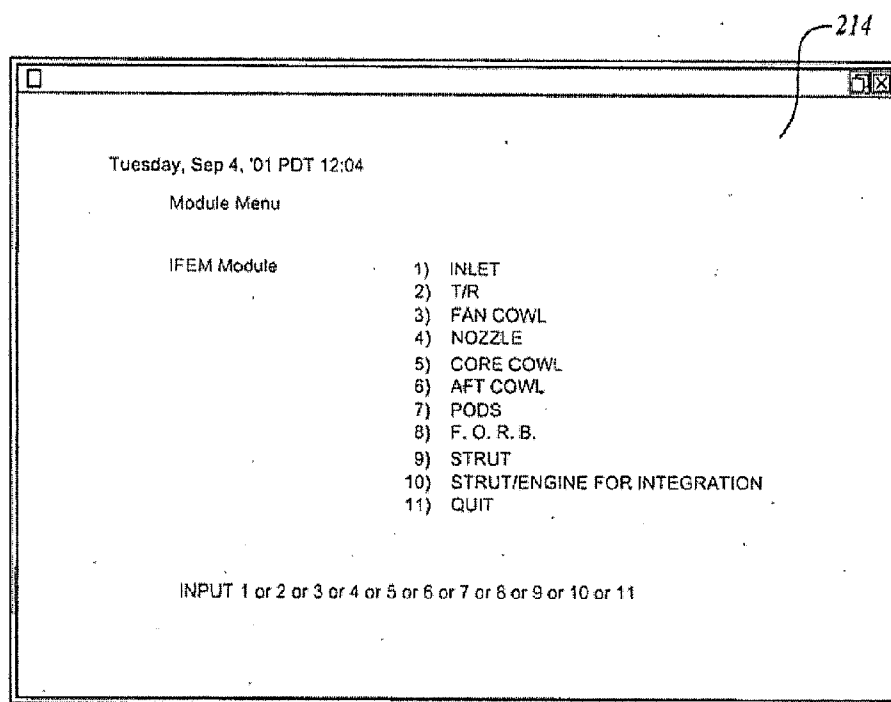 214
Tuesday, Sep 4, '01 PDT 12:04
Module Menu
IFEM Module
1) INLET
2) T/R
3) FAN COWL
4) NOZZLE
5) CORE COWL
6) AFT COWL
7) PODS
8) F. O. R. B.
9) STRUT
10) STRUT/ENGINE FOR INTEGRATION
11) QUIT
INPUT 1 or 2 or 3 or 4 or 5 or 6 or 7 or 8 or 9 or 10 or 11